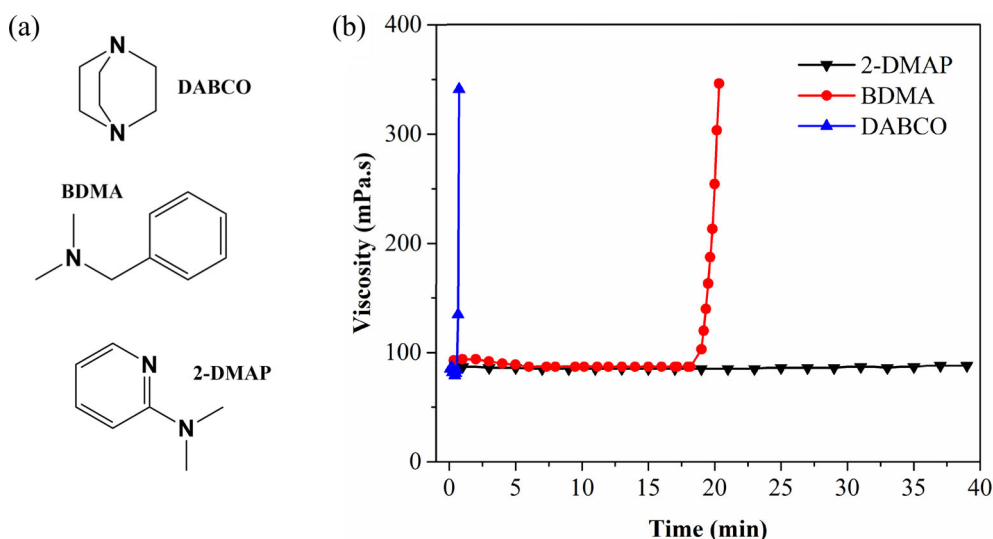 (a)
N
N
DABCO
BDMA
N
N
2-DMAP
N
(b)
400
300
200
100
0
Viscosity (mPa.s)
2-DMAP
BDMA
DABCO
0 5 10 15 20 25 30 35 40
Time (min)